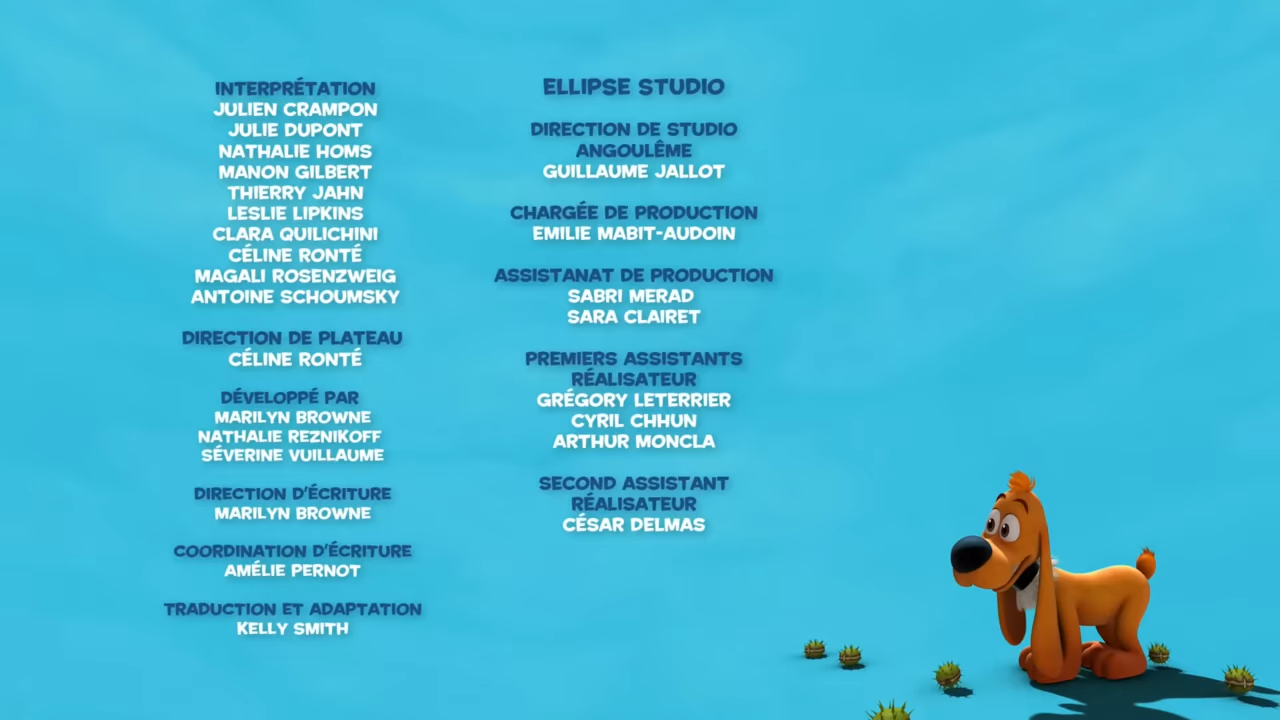 INTERPRÉTATION
JULIEN CRAMPON
JULIE DUPONT
NATHALIE HOMS
MANON GILBERT
THIERRY JAHN
LESLIE LIPKINS
CLARA QUILICHINI
CÉLINE RONTÉ
MAGALI ROSENZWEIG
ANTOINE SCHOUMSKY
DIRECTION DE PLATEAU
CÉLINE RONTÉ
DÉVELOPPÉ PAR
MARILYN BROWNE
NATHALIE REZNIKOFF
SÉVERINE VUILLAUME
DIRECTION D'ÉCRITURE
MARILYN BROWNE
COORDINATION D'ÉCRITURE
AMÉLIE PERNOT
TRADUCTION ET ADAPTATION
KELLY SMITH
ELLIPSE STUDIO
DIRECTION DE STUDIO
ANGOULÊME
GUILLAUME JALLOT
CHARGÉE DE PRODUCTION
EMILIE MABIT-AUDOIN
ASSISTANAT DE PRODUCTION
SABRI MERAD
SARA CLAIRET
PREMIERS ASSISTANTS
RÉALISATEUR
GRÉGORY LETERRIER
CYRIL CHHUN
ARTHUR MONCLA
SECOND ASSISTANT
RÉALISATEUR
CÉSAR DELMAS